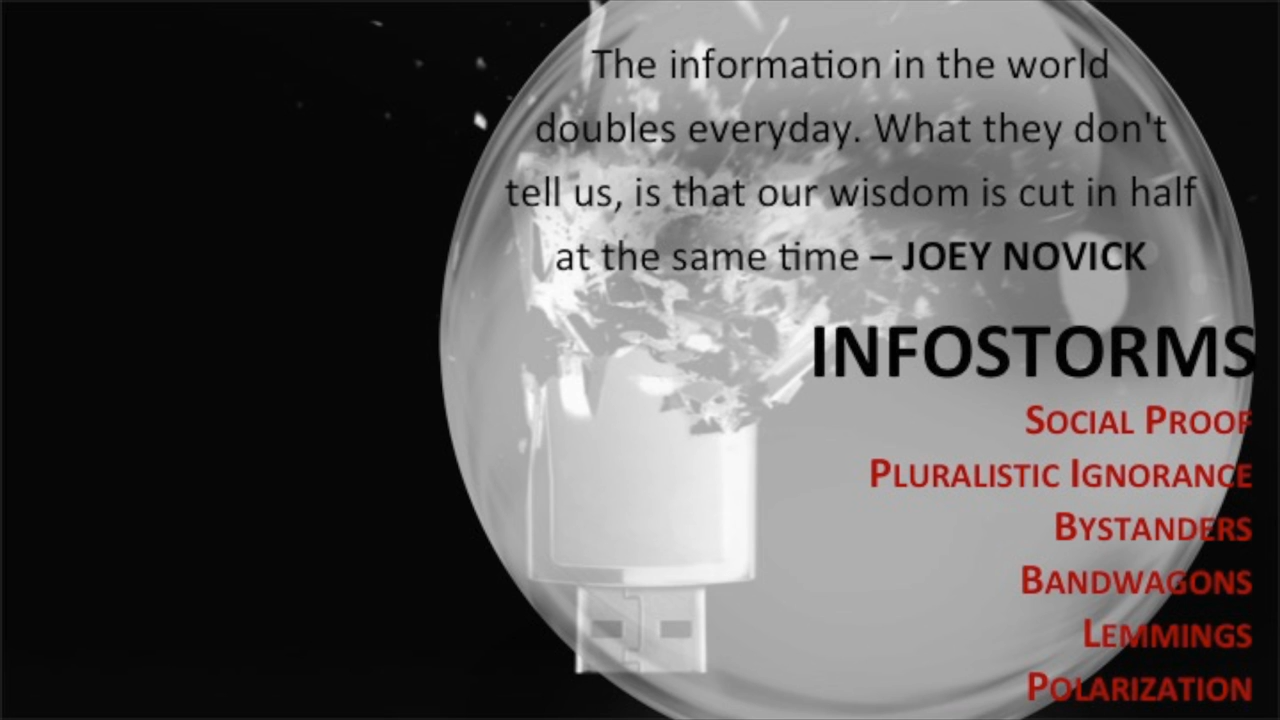 The information in the world
doubles everyday. What they don't
tell us, is that our wisdom is cut in half
at the same time – JOEY NOVICK
INFOSTORMS
SOCIAL PROOF
PLURALISTIC IGNORANCE
BYSTANDERS
BANDWAGONS
LEMMINGS
POLARIZATION